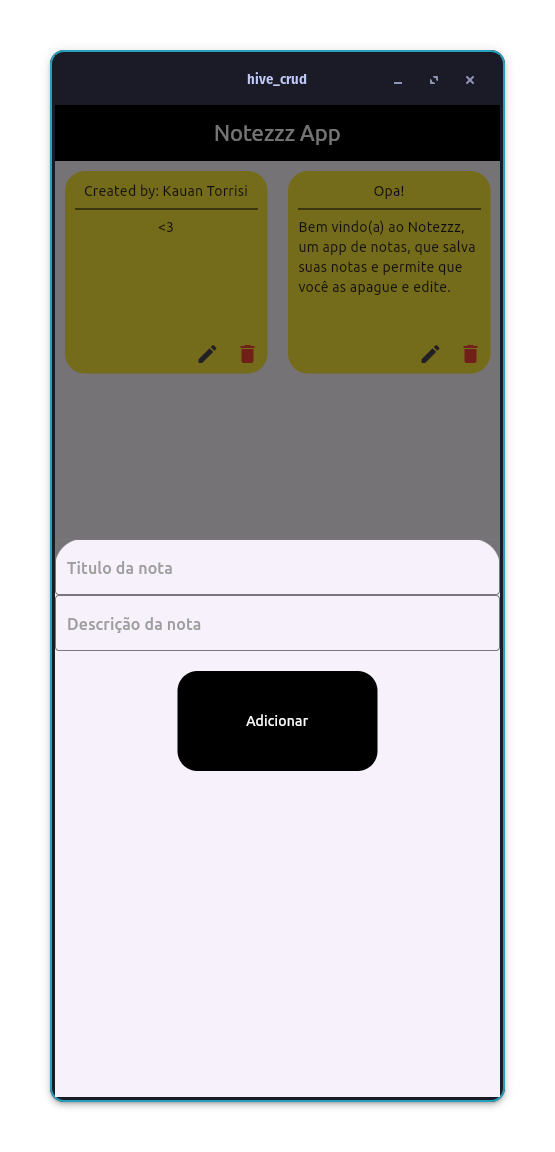 hive_crud
Notezzz App
Created by: Kauan Torrisi
<3
Opa!
Bem vindo(a) ao Notezzz,
um app de notas, que salva
suas notas e permite que
você as apague e edite.
Titulo da nota
Descrição da nota
Adicionar